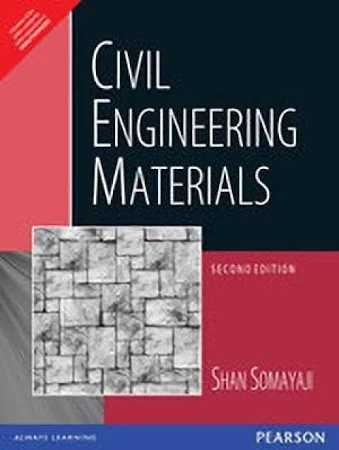 CIVIL
ENGINEERING
MATERIALS
SECOND EDITION
SHAN SOMAYAJI
ALWAYS LEARNING
PEARSON